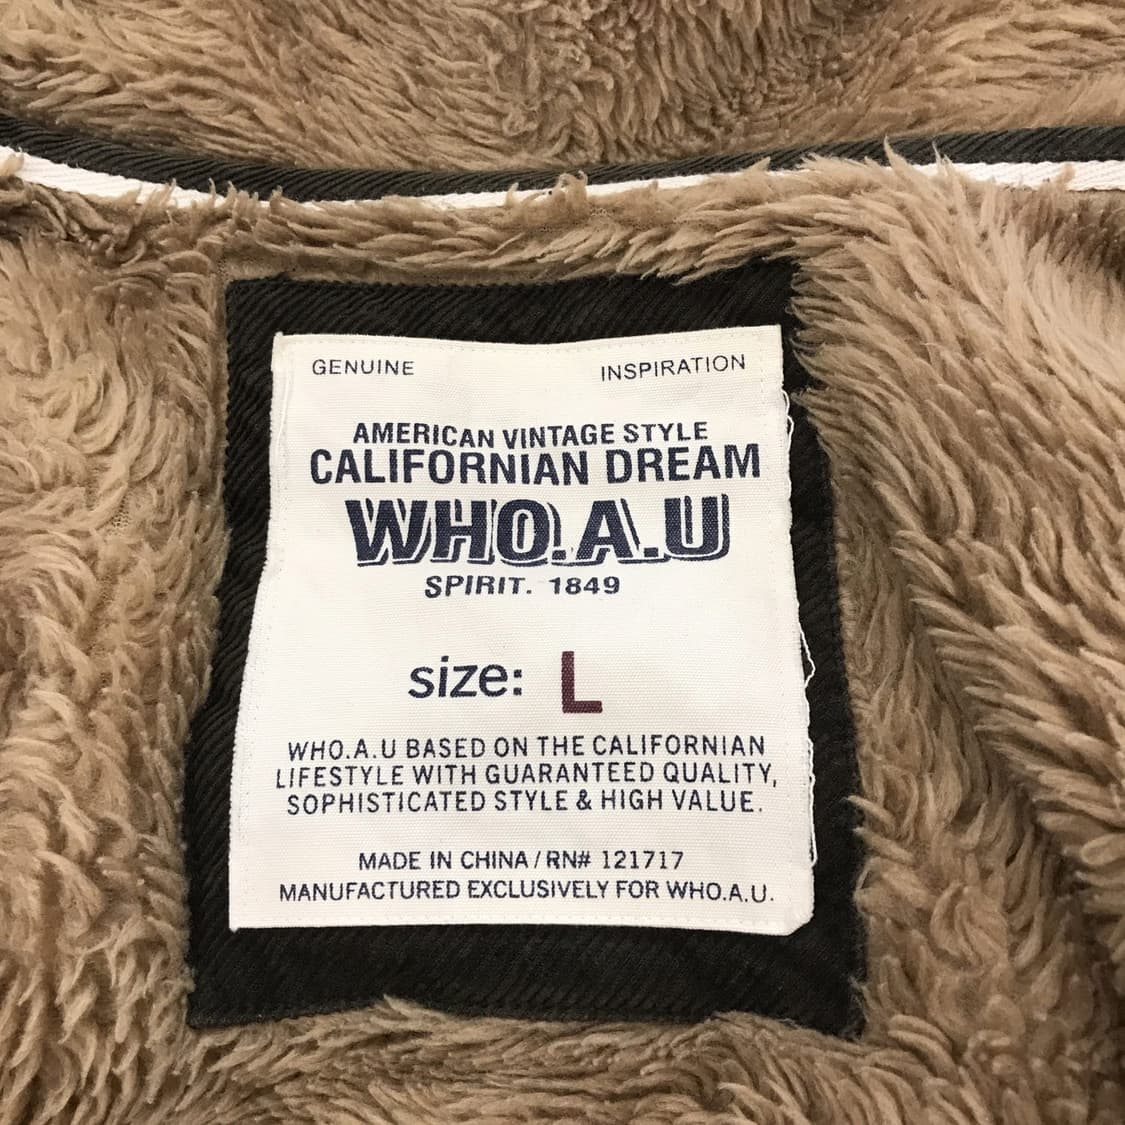 GENUINE INSPIRATION
AMERICAN VINTAGE STYLE
CALIFORNIAN DREAM
WHO.A.U
SPIRIT. 1849
size: L
WHO.A.U BASED ON THE CALIFORNIAN
LIFESTYLE WITH GUARANTEED QUALITY,
SOPHISTICATED STYLE & HIGH VALUE.
MADE IN CHINA / RN# 121717
MANUFACTURED EXCLUSIVELY FOR WHO.A.U.